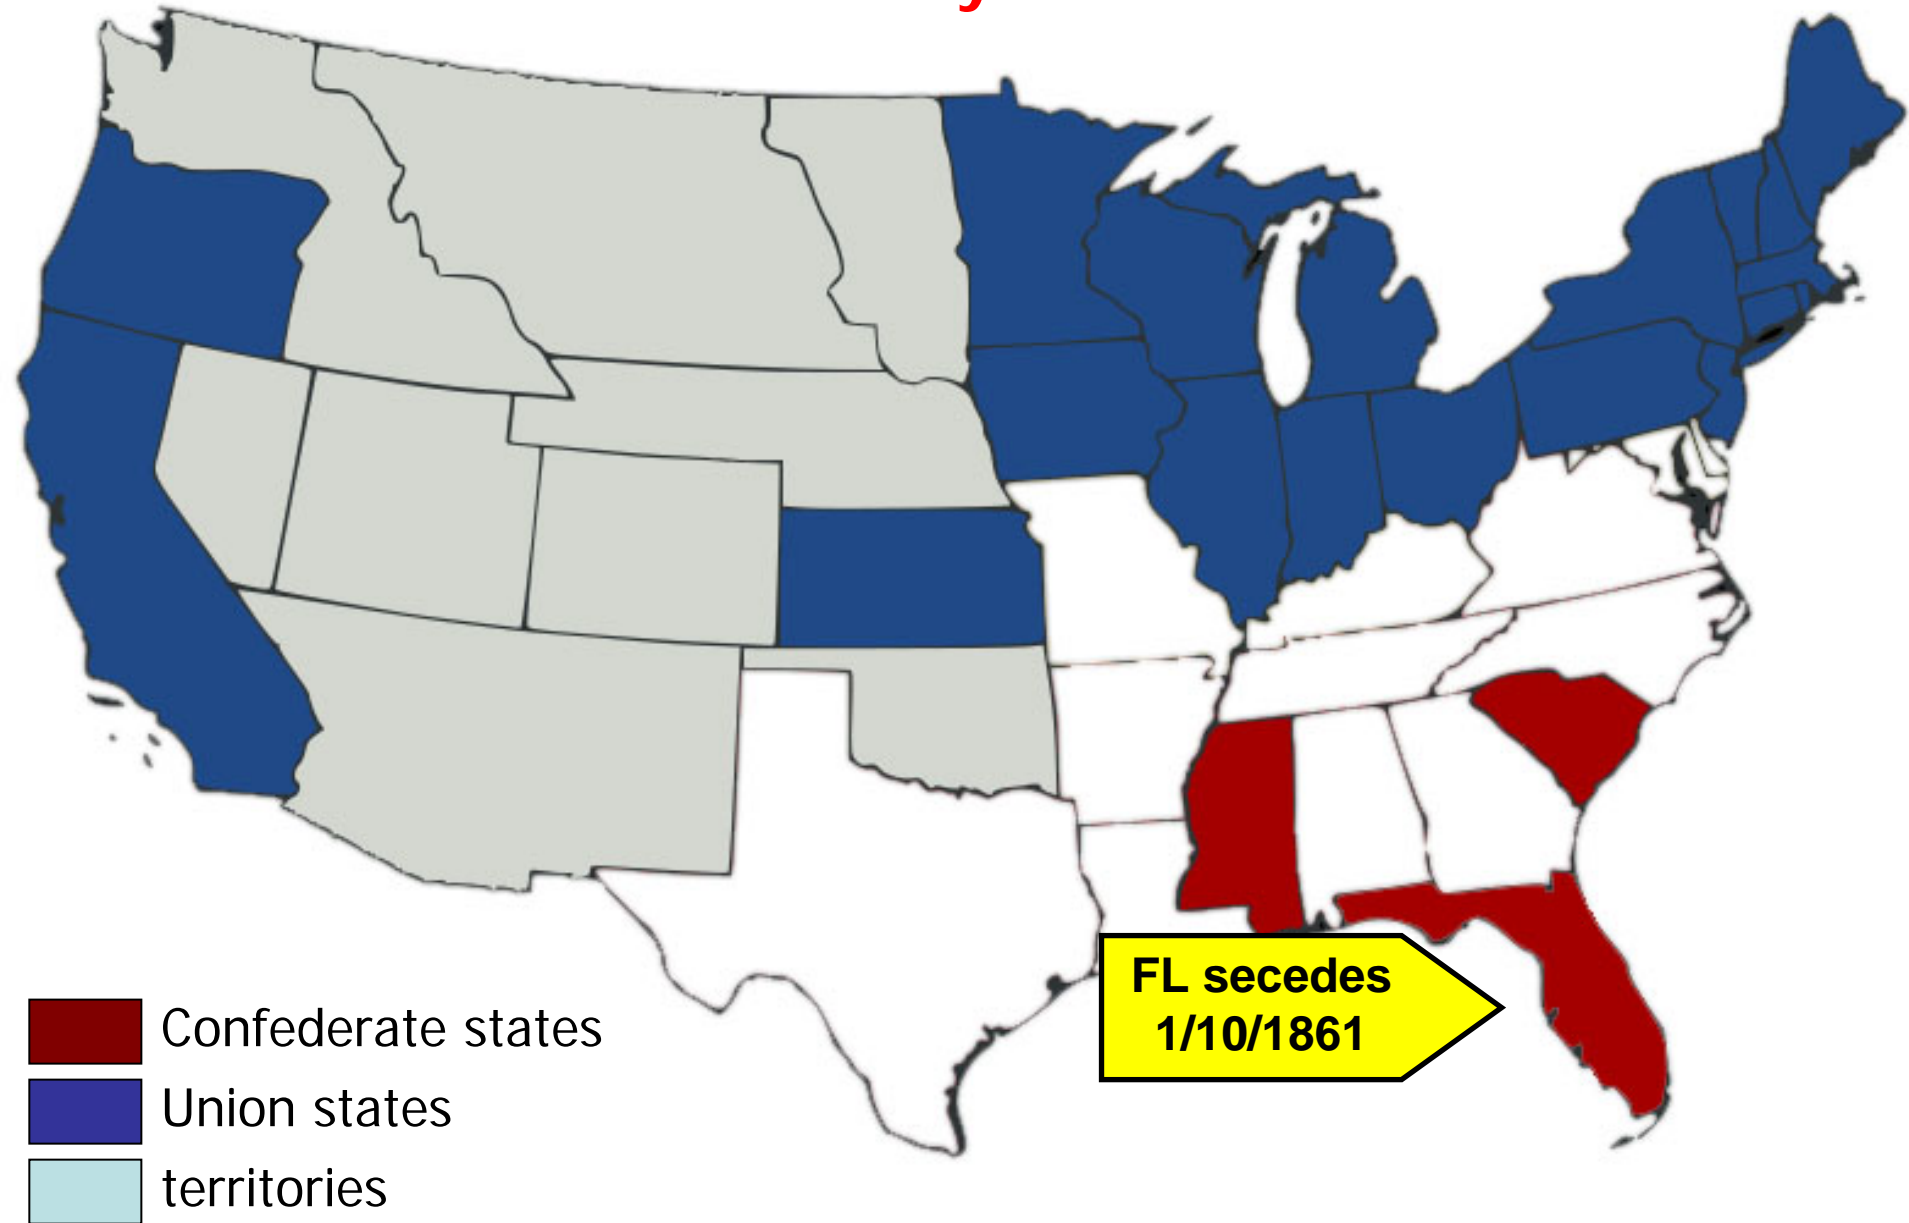 FL secedes
1/10/1861
Confederate states
Union states
territories